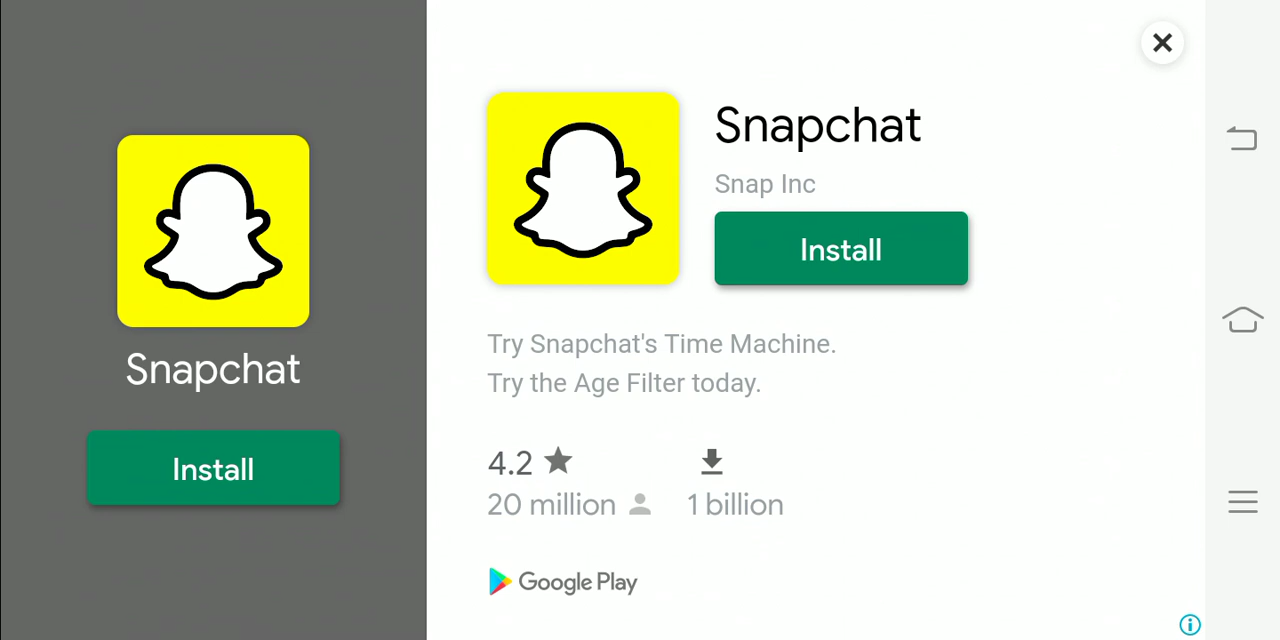 Snapchat
Install
Snapchat
Snap Inc
Install
Try Snapchat's Time Machine.
Try the Age Filter today.
4.2
20 million
1 billion
Google Play